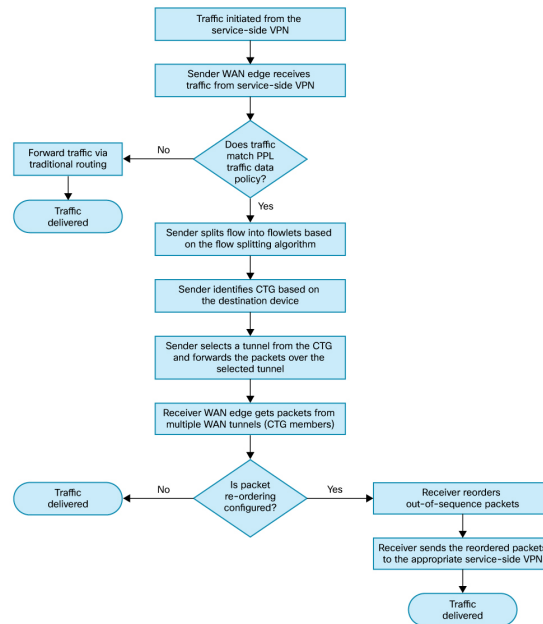 Traffic initiated from the
service-side VPN
Sender WAN edge receives
traffic from service-side VPN
Does traffic
match PPL
traffic data
policy?
No
Forward traffic via
traditional routing
Traffic
delivered
Yes
Sender splits flow into flowlets based
on the flow splitting algorithm
Sender identifies CTG based on
the destination device
Sender selects a tunnel from the CTG
and forwards the packets over the
selected tunnel
Receiver WAN edge gets packets from
multiple WAN tunnels (CTG members)
Is packet
re-ordering
configured?
No
Traffic
delivered
Yes
Receiver reorders
out-of-sequence packets
Receiver sends the reordered packets
to the appropriate service-side VPN
Traffic
delivered